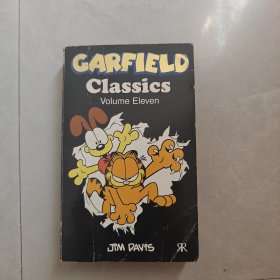 GARFIELD
Classics
Volume Eleven
JIM DAVIS